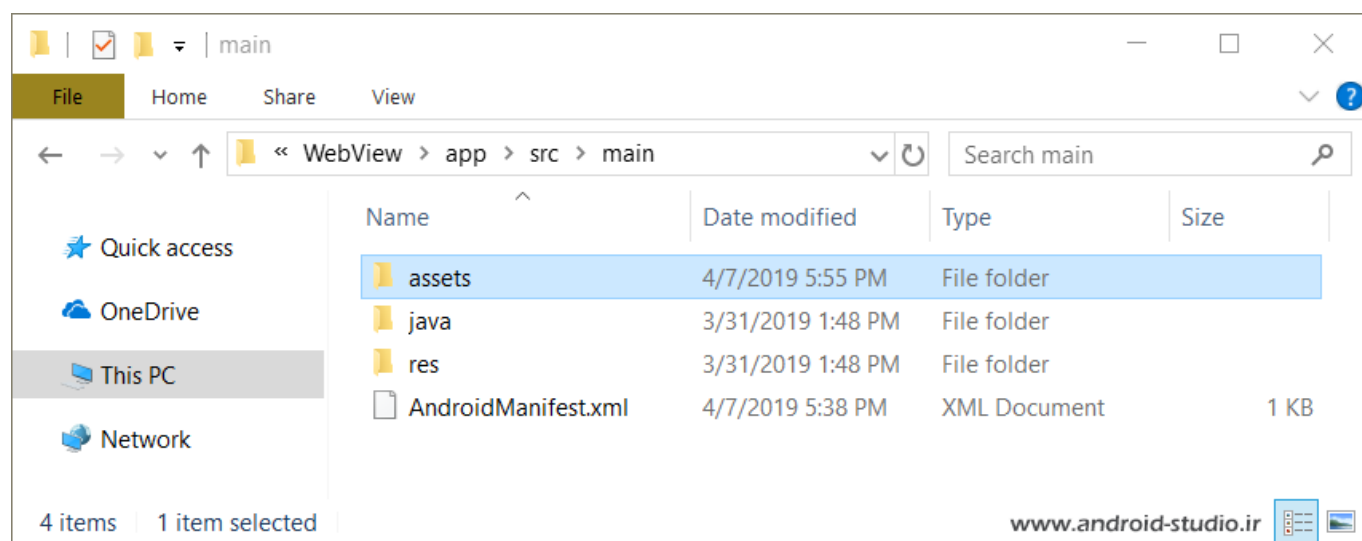 main
File Home Share View
« WebView > app > src > main Search main
Name Date modified Type Size
Quick access
OneDrive
This PC
Network
assets 4/7/2019 5:55 PM File folder
java 3/31/2019 1:48 PM File folder
res 3/31/2019 1:48 PM File folder
AndroidManifest.xml 4/7/2019 5:38 PM XML Document 1 KB
4 items 1 item selected
www.android-studio.ir